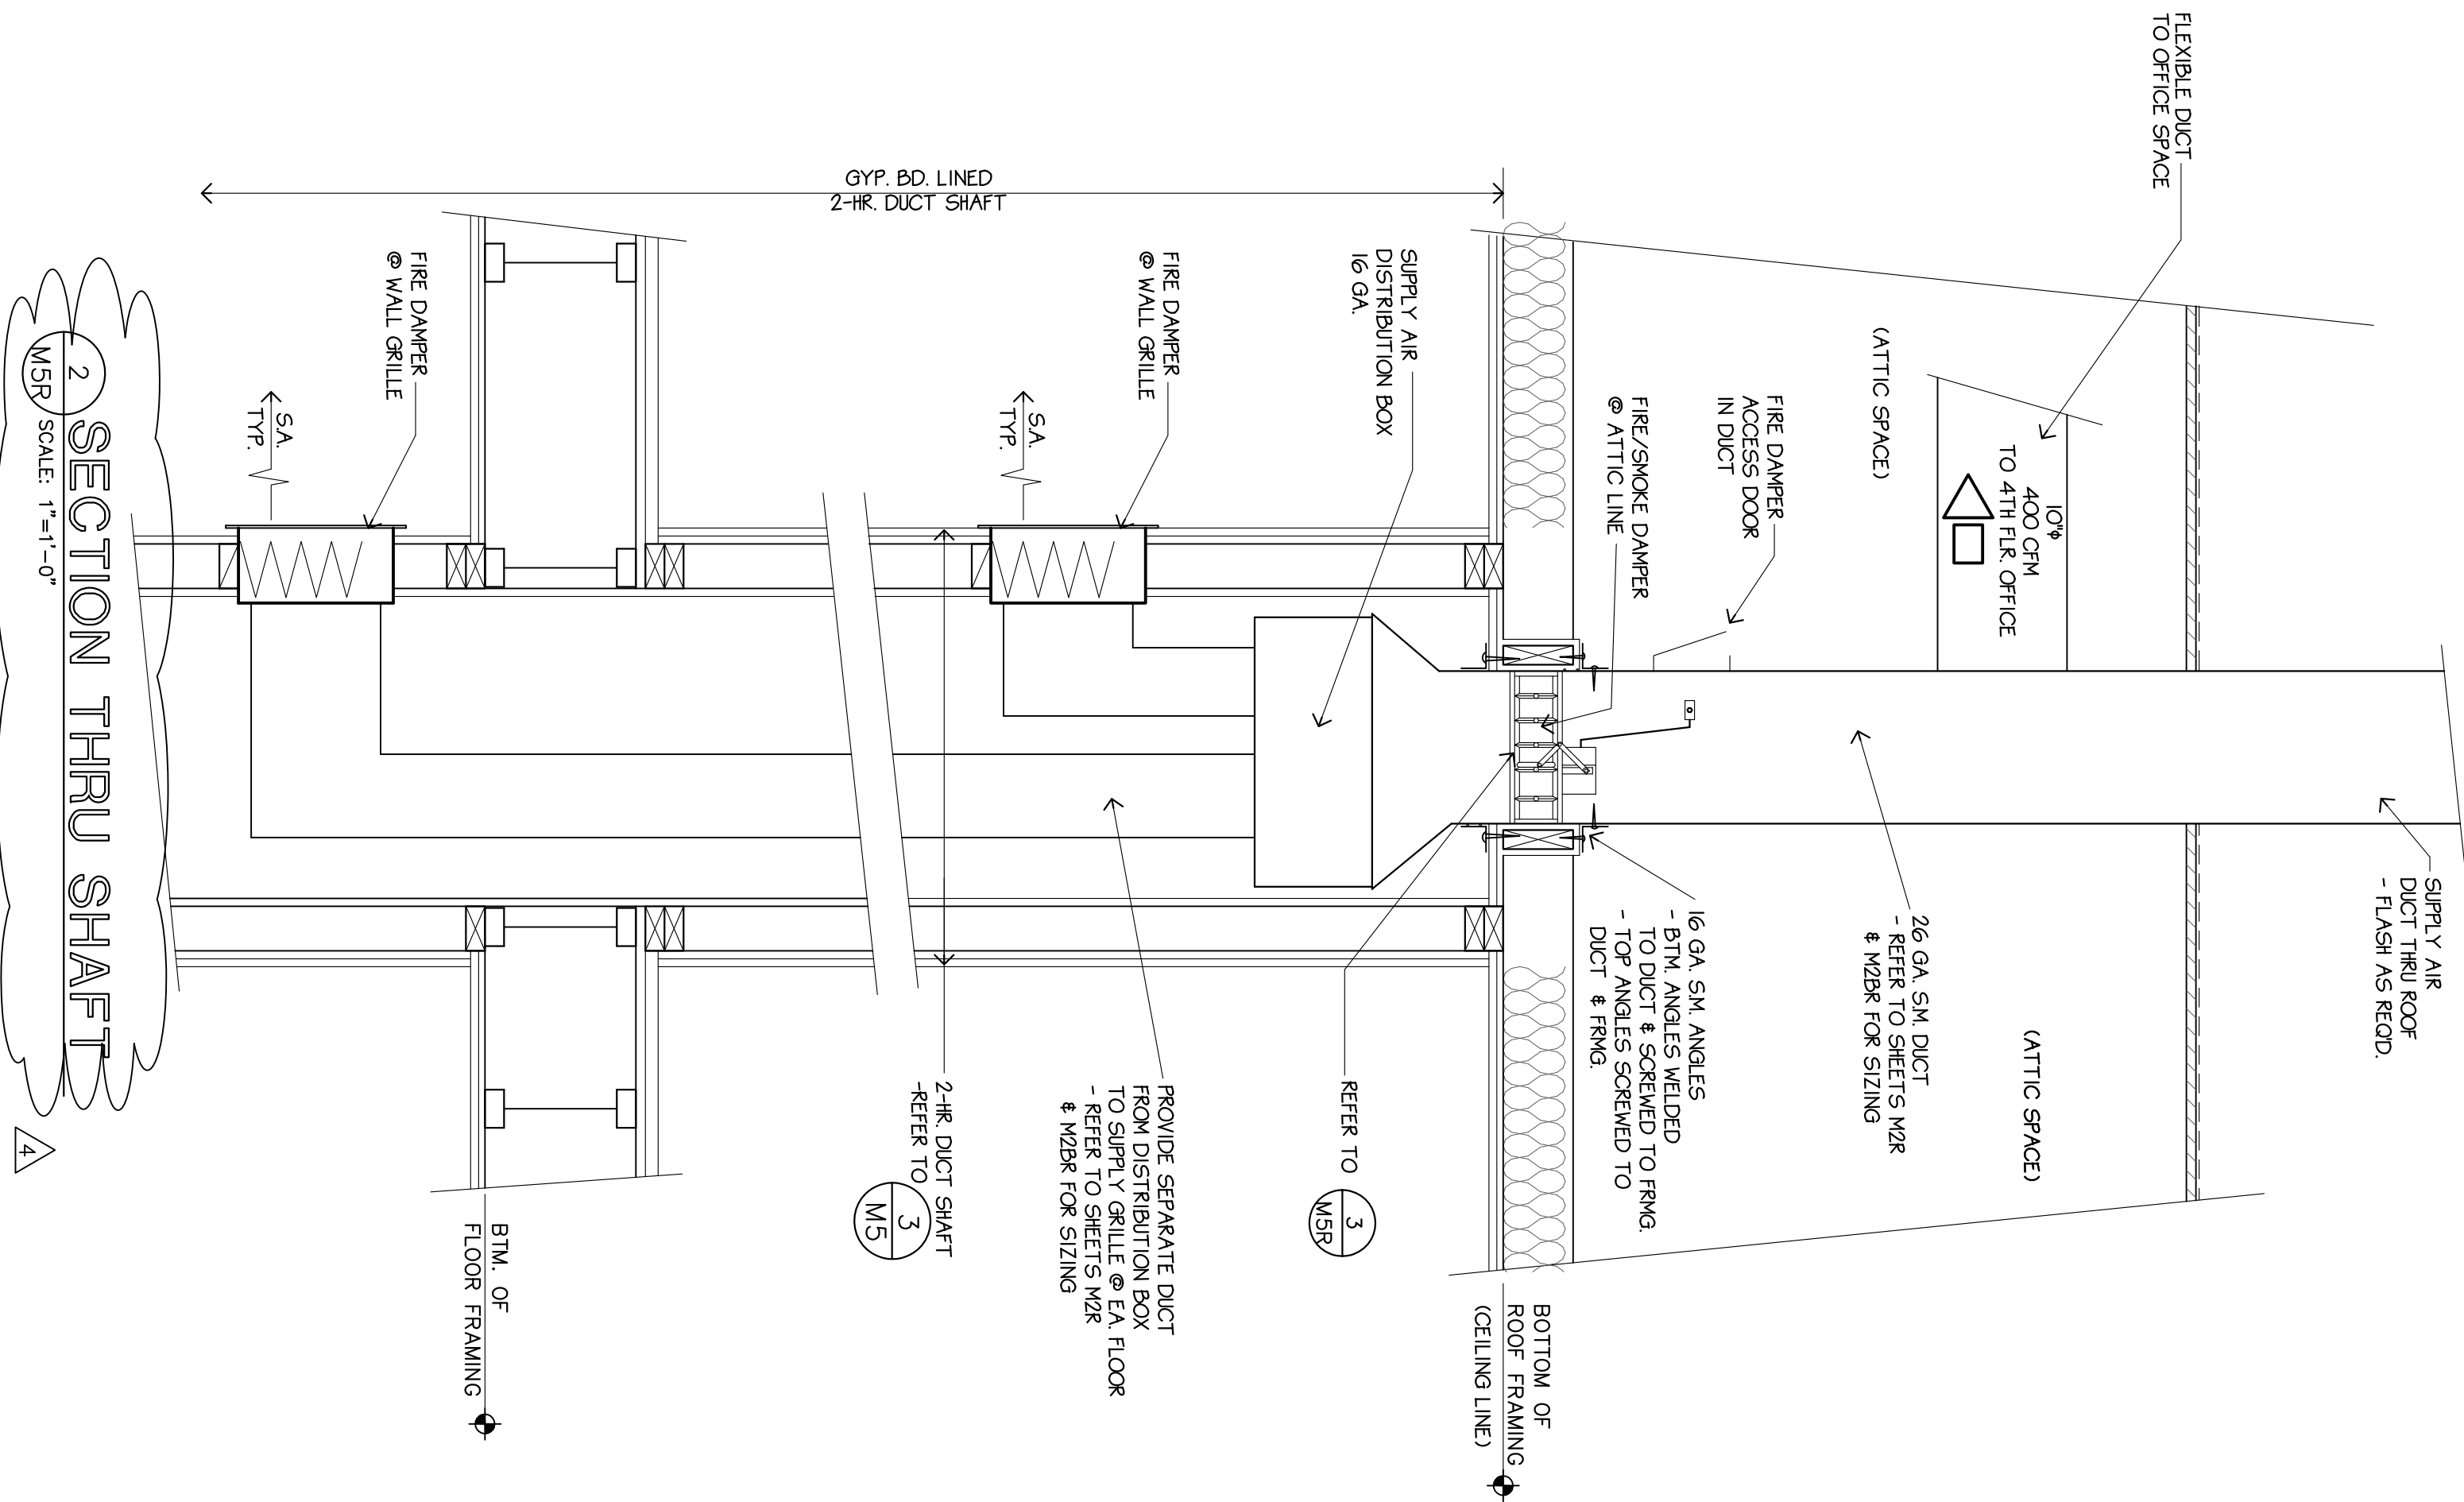 SUPPLY AIR
DUCT THRU ROOF
- FLASH AS REQ'D.
FLEXIBLE DUCT
TO OFFICE SPACE
10"ϕ
400 CFM
TO 4TH FLR. OFFICE
(ATTIC SPACE)
(ATTIC SPACE)
26 GA. S.M. DUCT
- REFER TO SHEETS M2R
& M2BR FOR SIZING
FIRE DAMPER
ACCESS DOOR
IN DUCT
16 GA. S.M. ANGLES
- BTM. ANGLES WELDED
TO DUCT & SCREWED TO FRMG.
- TOP ANGLES SCREWED TO
DUCT & FRMG.
FIRE/SMOKE DAMPER
@ ATTIC LINE
BOTTOM OF
ROOF FRAMING
(CEILING LINE)
SUPPLY AIR
DISTRIBUTION BOX
16 GA.
REFER TO
3
M5R
FIRE DAMPER
@ WALL GRILLE
PROVIDE SEPARATE DUCT
FROM DISTRIBUTION BOX
TO SUPPLY GRILLE @ EA. FLOOR
- REFER TO SHEETS M2R
& M2BR FOR SIZING
S.A.
TYP.
GYP. BD. LINED
2-HR. DUCT SHAFT
2-HR. DUCT SHAFT
-REFER TO
3
M5
BTM. OF
FLOOR FRAMING
FIRE DAMPER
@ WALL GRILLE
S.A.
TYP.
2
M5R
SECTION THRU SHAFT
SCALE: 1"=1'-0"
4